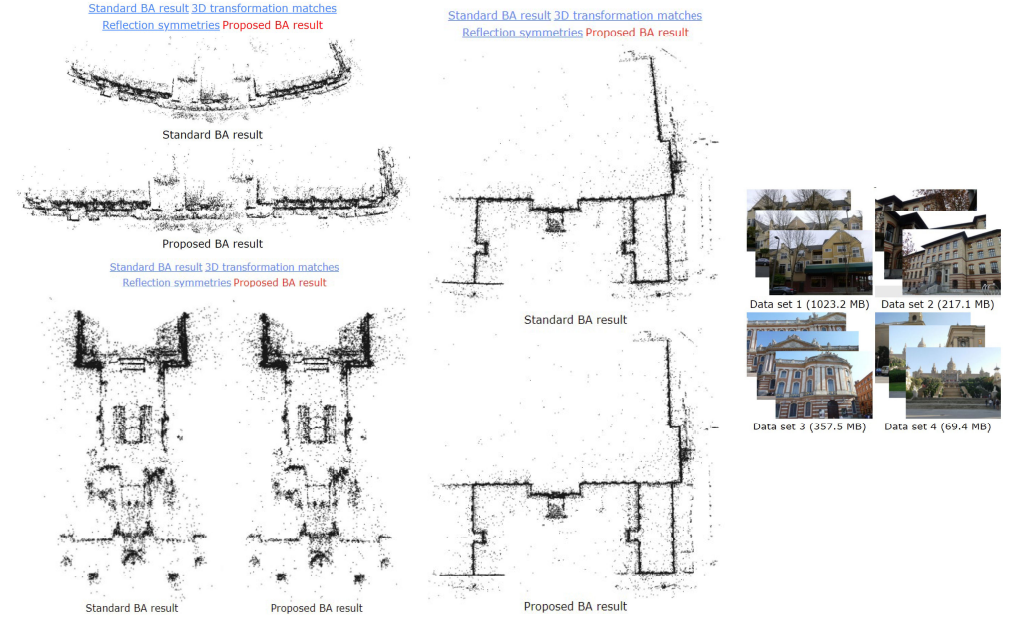 Standard BA result 3D transformation matches
Reflection symmetries Proposed BA result
Standard BA result
Proposed BA result
Standard BA result 3D transformation matches
Reflection symmetries Proposed BA result
Standard BA result
Proposed BA result
Standard BA result 3D transformation matches
Reflection symmetries Proposed BA result
Standard BA result
Proposed BA result
Data set 1 (1023.2 MB)
Data set 2 (217.1 MB)
Data set 3 (357.5 MB)
Data set 4 (69.4 MB)